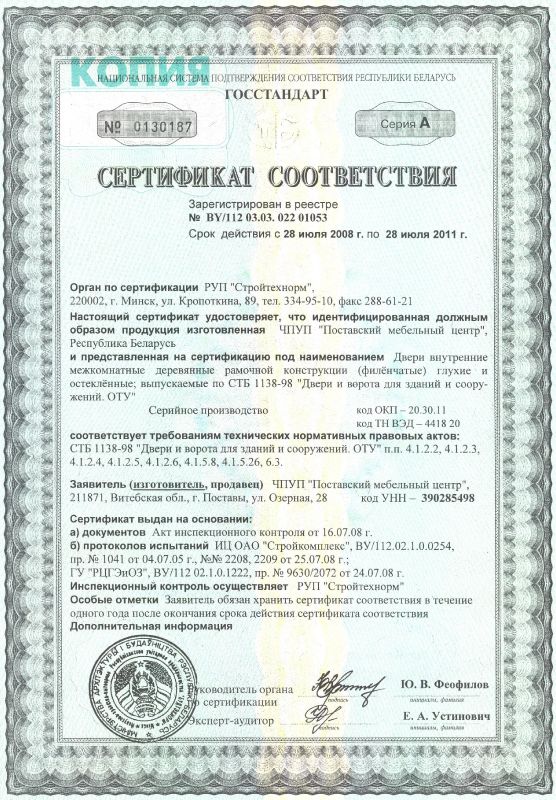 КОПИЯ
НАЦИОНАЛЬНАЯ СИСТЕМА ПОДТВЕРЖДЕНИЯ СООТВЕТСТВИЯ РЕСПУБЛИКИ БЕЛАРУСЬ
ГОССТАНДАРТ
№ 0130187
Серия А
СЕРТИФИКАТ СООТВЕТСТВИЯ
Зарегистрирован в реестре
№ BY/112 03.03. 022 01053
Срок действия с 28 июля 2008 г. по 28 июля 2011 г.
Орган по сертификации РУП "Стройтехнорм",
220002, г. Минск, ул. Кропоткина, 89, тел. 334-95-10, факс 288-61-21
Настоящий сертификат удостоверяет, что идентифицированная должным
образом продукция изготовленная ЧПУП "Поставский мебельный центр",
Республика Беларусь
и представленная на сертификацию под наименованием Двери внутренние
межкомнатные деревянные рамочной конструкции (филёнчатые) глухие и
остеклённые; выпускаемые по СТБ 1138-98 "Двери и ворота для зданий и соору-
жений. ОТУ"
Серийное производство
код ОКП – 20.30.11
код ТН ВЭД – 4418 20
соответствует требованиям технических нормативных правовых актов:
СТБ 1138-98 "Двери и ворота для зданий и сооружений. ОТУ" п.п. 4.1.2.2, 4.1.2.3,
4.1.2.4, 4.1.2.5, 4.1.2.6, 4.1.5.8, 4.1.5.26, 6.3.
Заявитель (изготовитель, продавец) ЧПУП "Поставский мебельный центр",
211871, Витебская обл., г. Поставы, ул. Озерная, 28 код УНН – 390285498
Сертификат выдан на основании:
а) документов Акт инспекционного контроля от 16.07.08 г.
б) протоколов испытаний ИЦ ОАО "Стройкомплекс", BY/112.02.1.0.0254,
пр. № 1041 от 04.07.05 г., №№ 2208, 2209 от 25.07.08 г.;
ГУ "РЦГЭиОЗ", BY/112 02.1.0.1222, пр. № 9630/2072 от 24.07.08 г.
Инспекционный контроль осуществляет РУП "Стройтехнорм"
Особые отметки Заявитель обязан хранить сертификат соответствия в течение
одного года после окончания срока действия сертификата соответствия
Дополнительная информация
Руководитель органа
по сертификации
подпись
Ю. В. Феофилов
инициалы, фамилия
Эксперт-аудитор
подпись
Е. А. Устинович
инициалы, фамилия